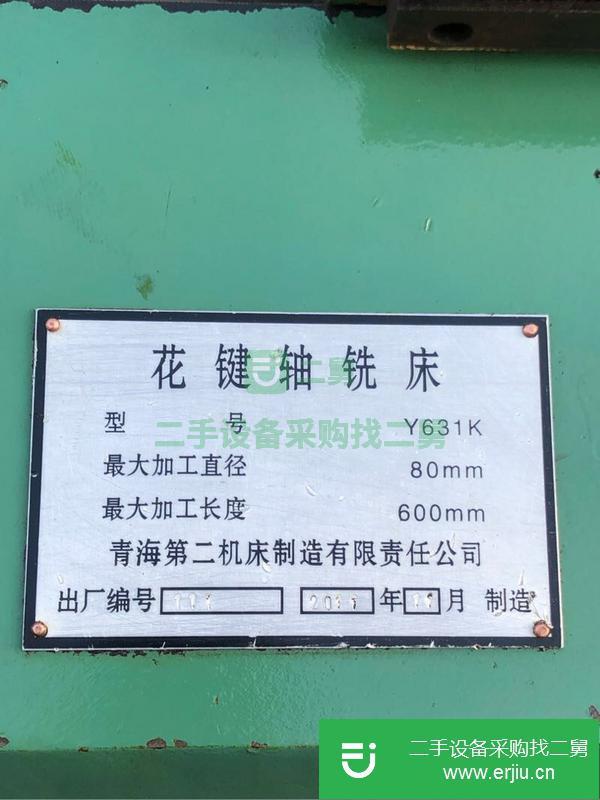 花键轴铣床
二舅
型 号 Y631K
二手设备采购找二舅
最大加工直径 80mm
最大加工长度 600mm
青海第二机床制造有限责任公司
出厂编号 年 月 制造
二手设备采购找二舅
www.erjiu.cn